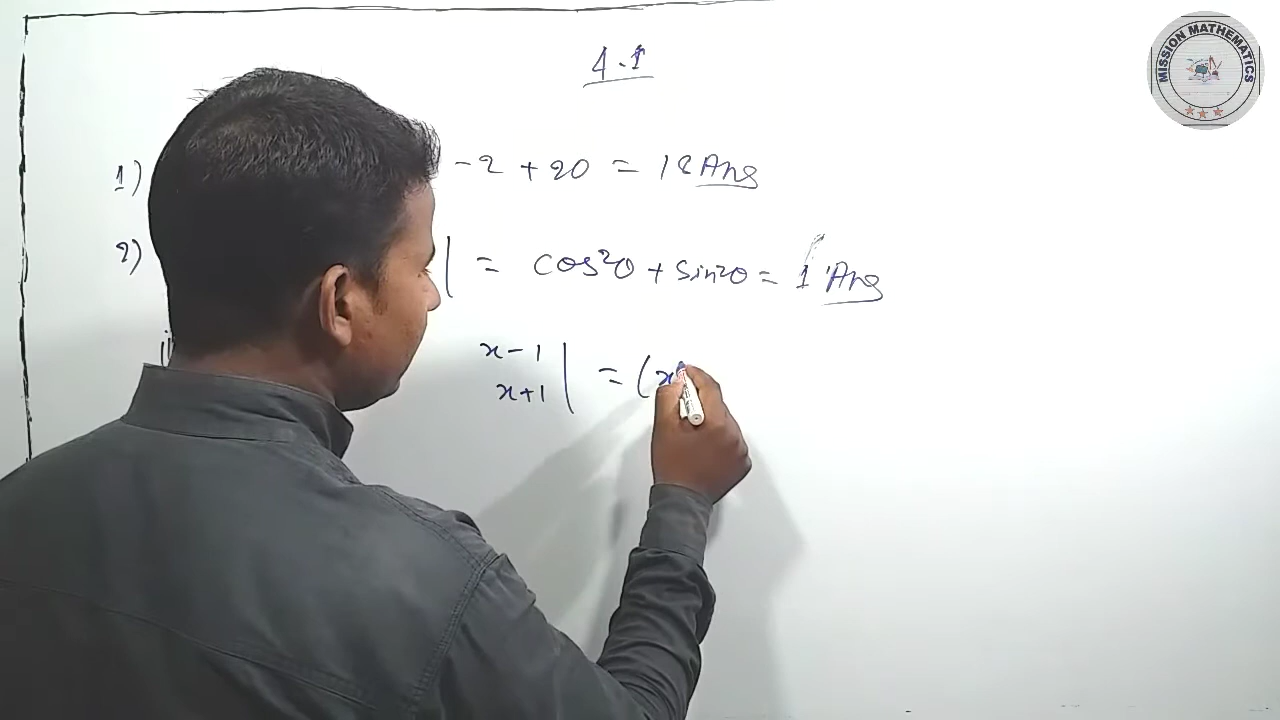 MISSION MATHEMATICS
4.1
1) -2 + 20 = 18 Ans
2) | = cos²θ + sin²θ = 1 Ans
x-1 | = (x
x+1